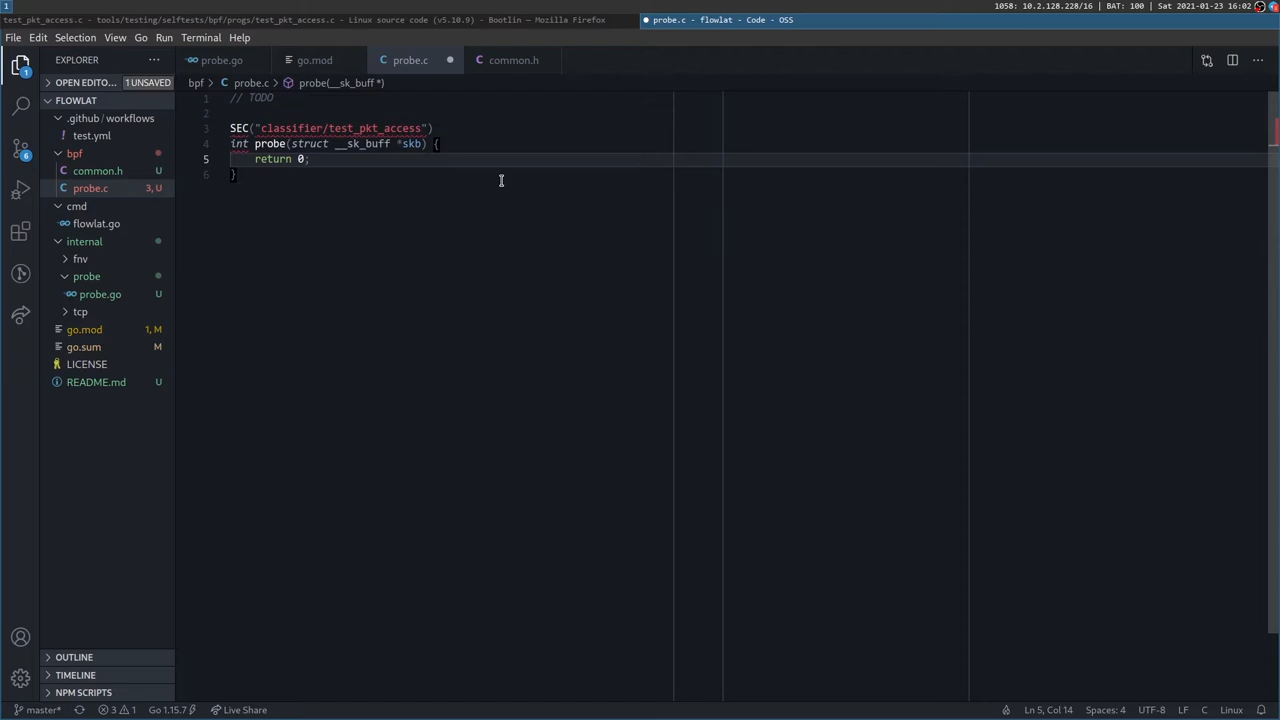 1
1058: 10.2.128.228/16 | BAT: 100 | Sat 2021-01-23 16:02
test_pkt_access.c - tools/testing/selftests/bpf/progs/test_pkt_access.c - Linux source code (v5.10.9) - Bootlin — Mozilla Firefox
probe.c - flowlat - Code - OSS
File Edit Selection View Go Run Terminal Help
EXPLORER
probe.go
go.mod
probe.c
common.h
OPEN EDITO... 1 UNSAVED
bpf > probe.c > probe(__sk_buff *)
FLOWLAT
.github / workflows
test.yml
bpf
common.h U
probe.c 3, U
cmd
flowlat.go
internal
fnv
probe
probe.go U
tcp
go.mod 1, M
go.sum M
LICENSE
README.md U
1 // TODO
2
3 SEC("classifier/test_pkt_access")
4 int probe(struct __sk_buff *skb) {
5 return 0;
6 }
1
6
OUTLINE
TIMELINE
NPM SCRIPTS
master* 3 1 Go 1.15.7 Live Share
Ln 5, Col 14 Spaces: 4 UTF-8 LF C Linux